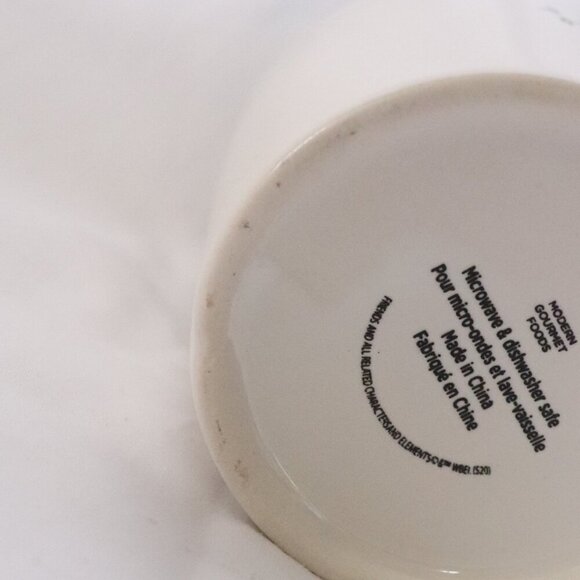 MODERN
GOURMET
FOODS
Microwave & dishwasher safe
Pour micro-ondes et lave-vaisselle
Made in China
Fabriqué en Chine
FRIENDS AND ALL RELATED CHARACTERS AND ELEMENTS © & ™ WBEI. (S20)